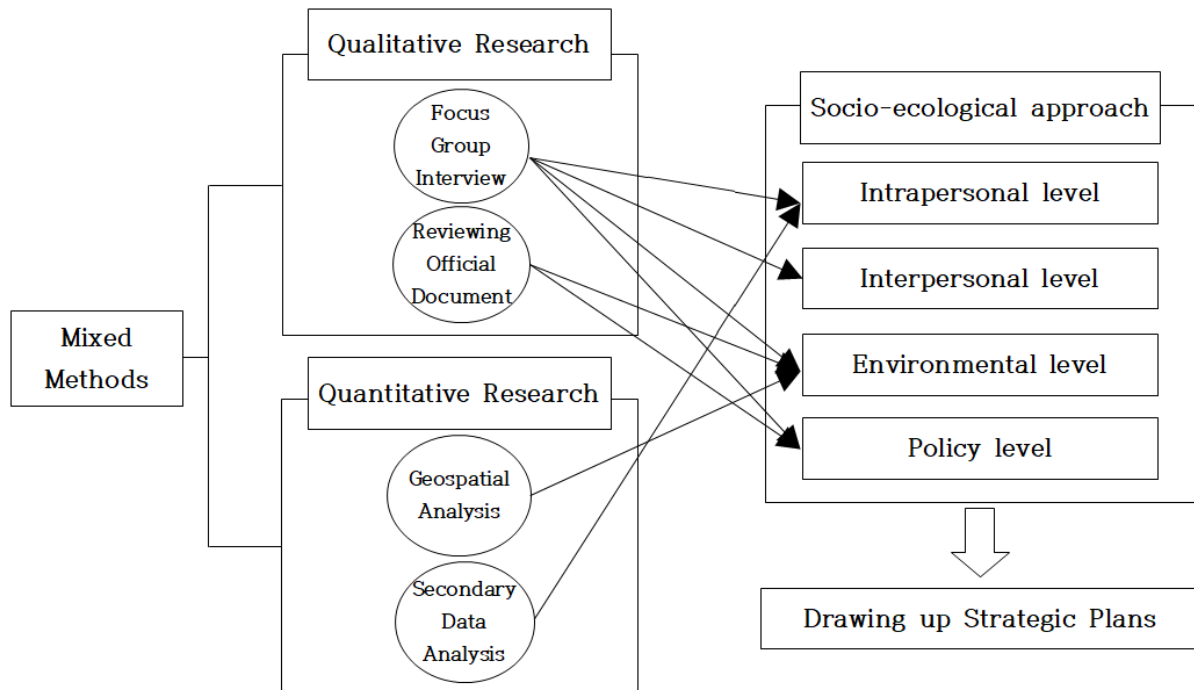 Qualitative Research
Focus
Group
Interview
Reviewing
Official
Document
Mixed
Methods
Quantitative Research
Geospatial
Analysis
Secondary
Data
Analysis
Socio-ecological approach
Intrapersonal level
Interpersonal level
Environmental level
Policy level
Drawing up Strategic Plans